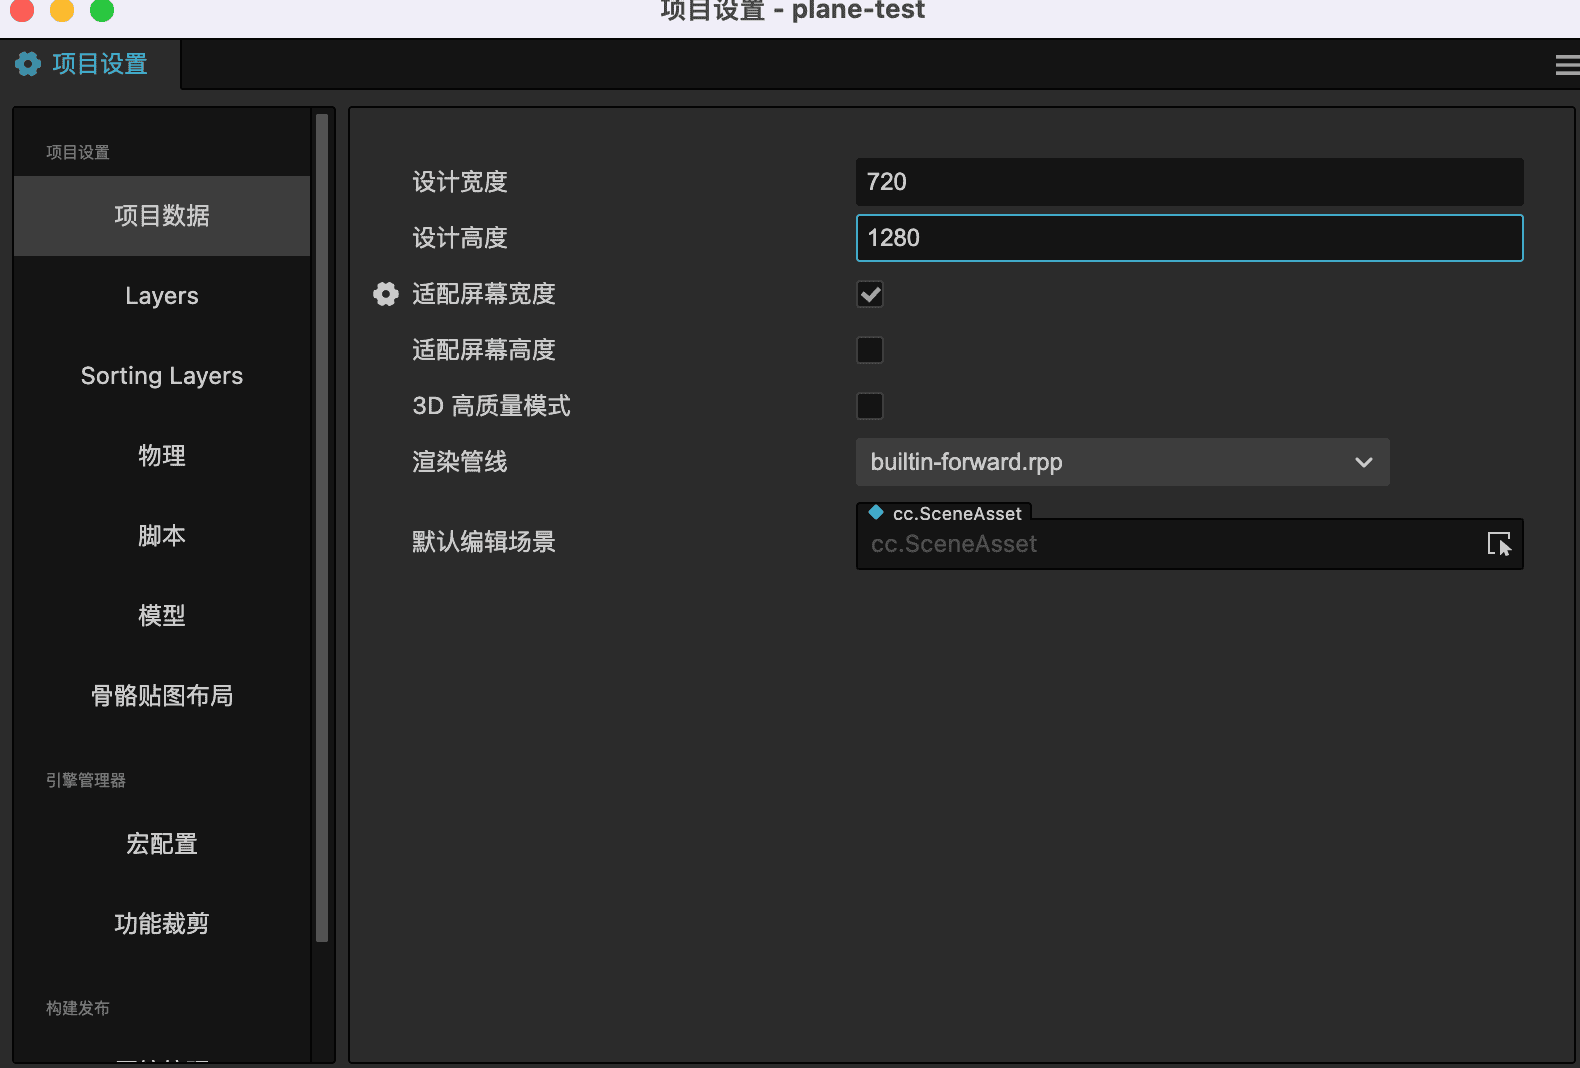 项目设置 - plane-test
项目设置
项目设置
项目数据
Layers
Sorting Layers
物理
脚本
模型
骨骼贴图布局
引擎管理器
宏配置
功能裁剪
构建发布
设计宽度
720
设计高度
1280
适配屏幕宽度
适配屏幕高度
3D 高质量模式
渲染管线
builtin-forward.rpp
默认编辑场景
cc.SceneAsset
cc.SceneAsset